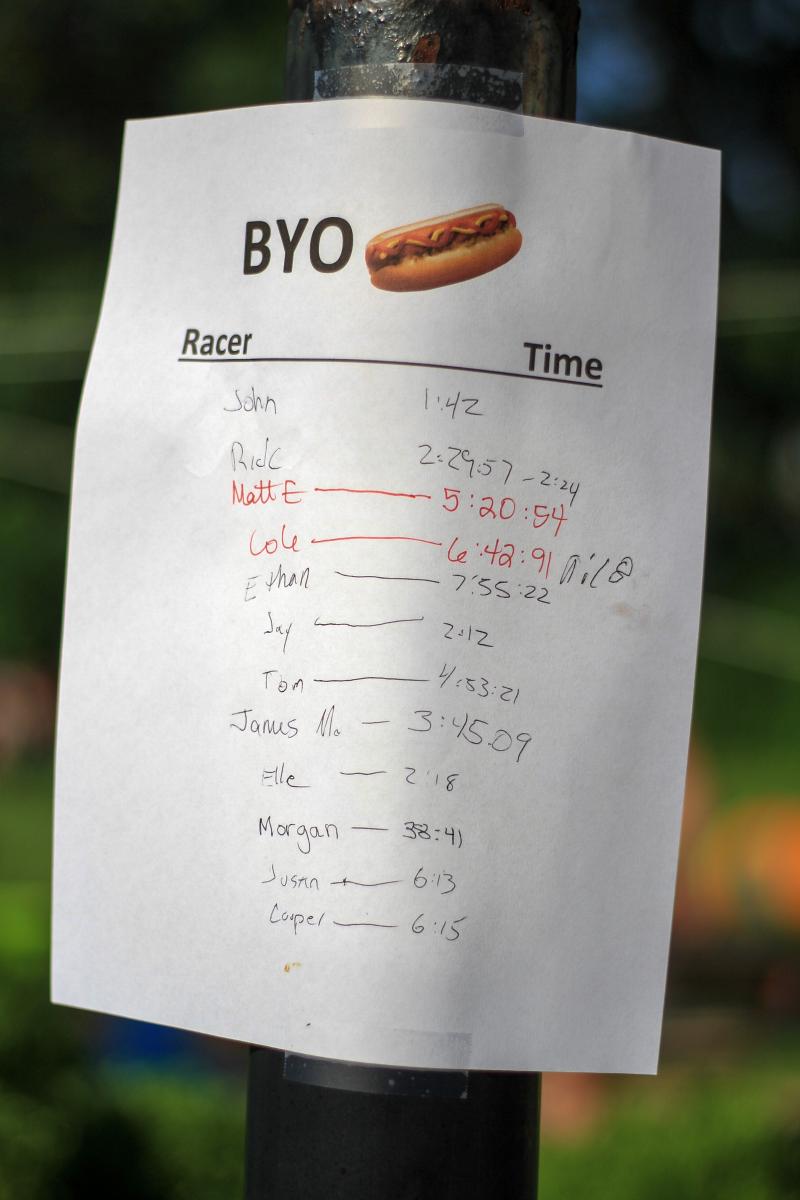 BYO
Racer Time
John 1:42
Rick 2:29:57 - 2:24
Matt E — 5:20:54
Cole — 6:42:91
Ethan — 7:55:22
Jay — 2:12
Tom — 4:53:21
James M. — 3:45.09
Elle — 2:18
Morgan — 38:41
Justin — 6:13
Cooper — 6:15